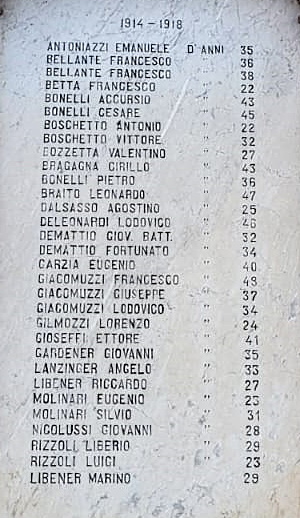 1914-1918
ANTONIAZZI EMANUELE D'ANNI 35
BELLANTE FRANCESCO " 36
BELLANTE FRANCESCO " 38
BETTA FRANCESCO " 22
BONELLI ACCURSIO " 43
BONELLI CESARE " 45
BOSCHETTO ANTONIO " 22
BOSCHETTO VITTORE " 32
BOZZETTA VALENTINO " 27
BRAGAGNA CIRILLO " 43
BONELLI PIETRO " 36
BRAITO LEONARDO " 47
DALSASSO AGOSTINO " 25
DELEONARDI LODOVICO "
DEMATTIO GIOV. BATT. " 32
DEMATTIO FORTUNATO " 34
GARZIA EUGENIO " 40
GIACOMUZZI FRANCESCO "
GIACOMUZZI GIUSEPPE " 37
GIACOMUZZI LODOVICO " 34
GILMOZZI LORENZO " 24
GIOSEFFI ETTORE " 41
GARDENER GIOVANNI " 35
LANZINGER ANGELO " 33
LIBENER RICCARDO " 27
MOLINARI EUGENIO "
MOLINARI SILVIO " 31
NICOLUSSI GIOVANNI " 28
RIZZOLI LIBERIO " 29
RIZZOLI LUIGI " 23
LIBENER MARINO 29